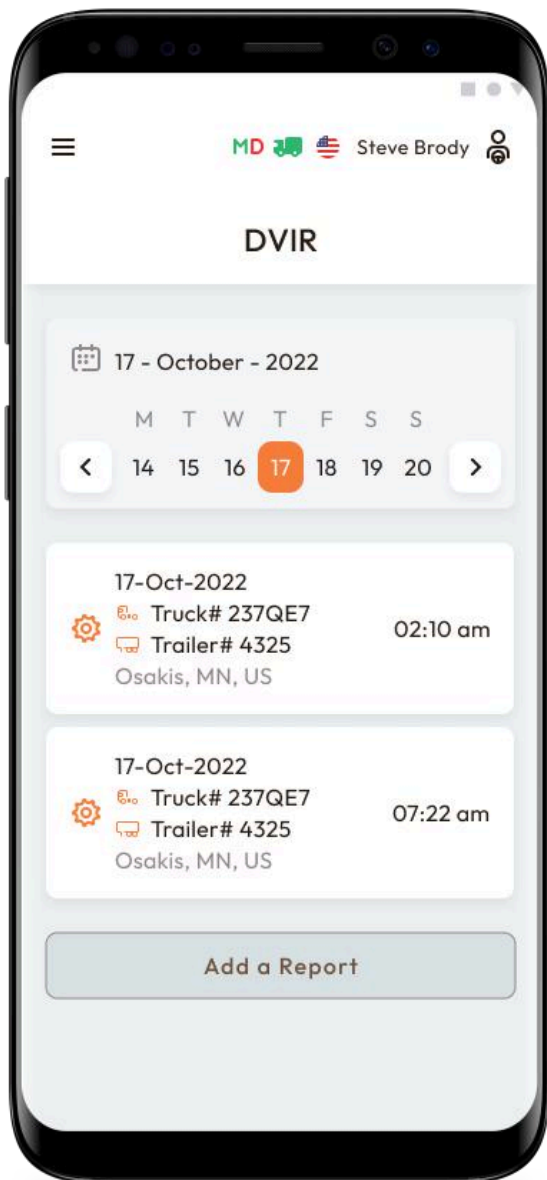 MD Steve Brody
DVIR
17 - October - 2022
M T W T F S S
14 15 16 17 18 19 20
17-Oct-2022
Truck# 237QE7
Trailer# 4325
Osakis, MN, US
02:10 am
17-Oct-2022
Truck# 237QE7
Trailer# 4325
Osakis, MN, US
07:22 am
Add a Report